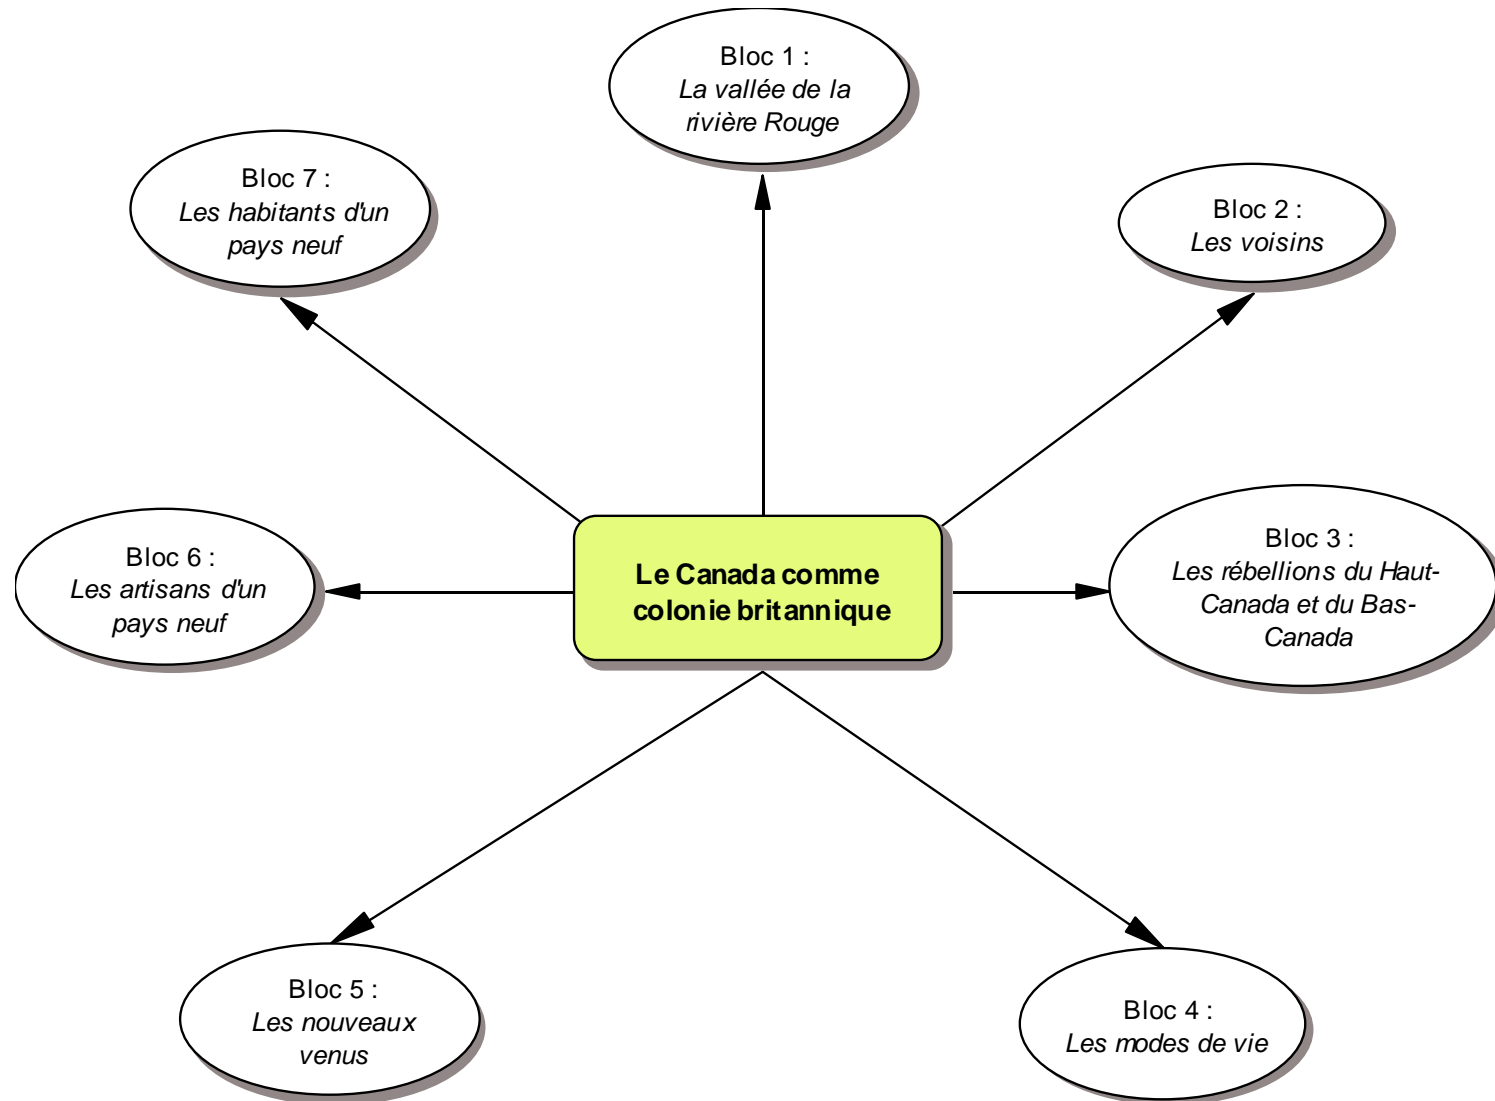 Bloc 1 :
La vallée de la
rivière Rouge
Bloc 7 :
Les habitants d'un
pays neuf
Bloc 2 :
Les voisins
Bloc 6 :
Les artisans d'un
pays neuf
Le Canada comme
colonie britannique
Bloc 3 :
Les rébellions du Haut-
Canada et du Bas-
Canada
Bloc 5 :
Les nouveaux
venus
Bloc 4 :
Les modes de vie